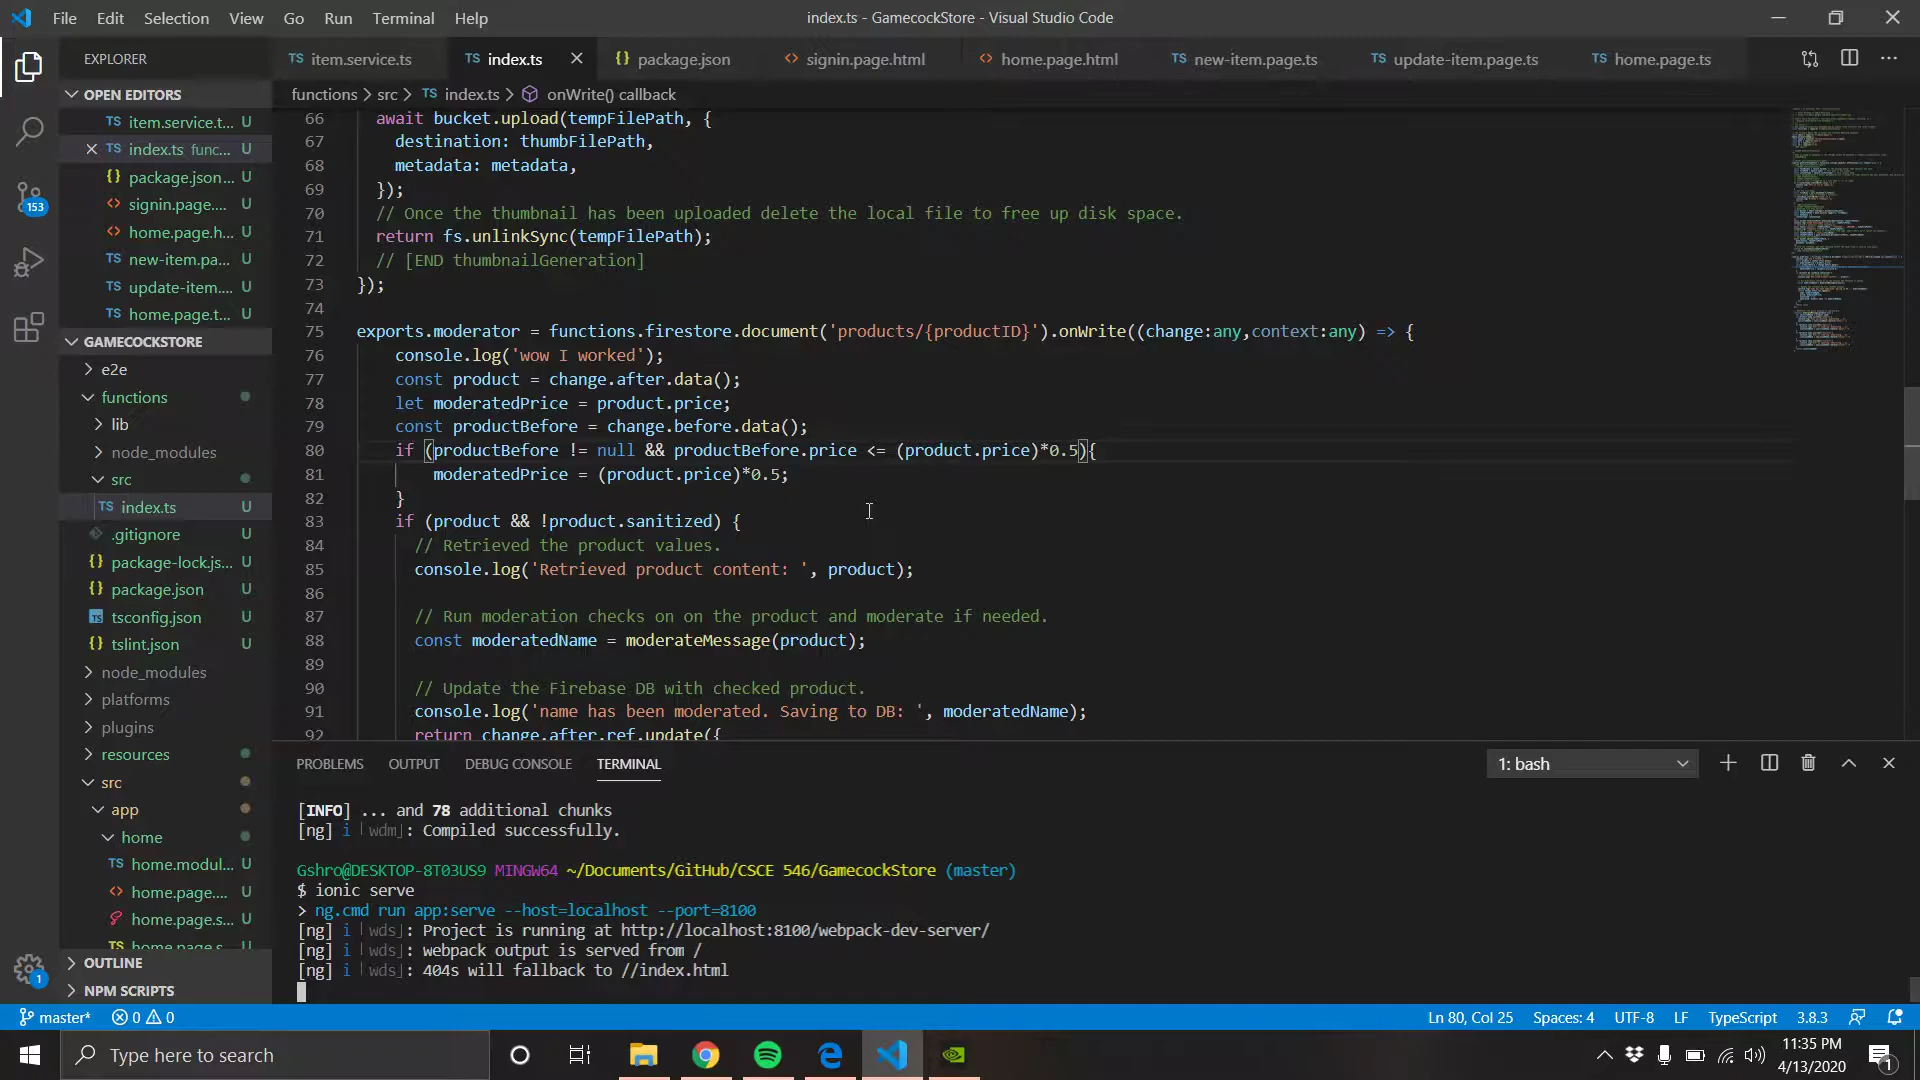 File Edit Selection View Go Run Terminal Help
index.ts - GamecockStore - Visual Studio Code
EXPLORER
TS item.service.ts
TS index.ts
{} package.json
<> signin.page.html
<> home.page.html
TS new-item.page.ts
TS update-item.page.ts
TS home.page.ts
functions > src > TS index.ts > onWrite() callback
OPEN EDITORS
TS item.service.t... U
TS index.ts func... U
{} package.json... U
<> signin.page.... U
<> home.page.h... U
TS new-item.pa... U
TS update-item.... U
TS home.page.t... U
153
GAMECOCKSTORE
e2e
functions
lib
node_modules
src
TS index.ts U
.gitignore U
{} package-lock.js... U
{} package.json U
tsconfig.json U
{} tslint.json U
node_modules
platforms
plugins
resources
src
app
home
TS home.modul... U
<> home.page.... U
home.page.s... U
TS home.page.s U
OUTLINE
NPM SCRIPTS
1
66 await bucket.upload(tempFilePath, {
67 destination: thumbFilePath,
68 metadata: metadata,
69 });
70 // Once the thumbnail has been uploaded delete the local file to free up disk space.
71 return fs.unlinkSync(tempFilePath);
72 // [END thumbnailGeneration]
73 });
74
75 exports.moderator = functions.firestore.document('products/{productID}').onWrite((change:any,context:any) => {
76 console.log('wow I worked');
77 const product = change.after.data();
78 let moderatedPrice = product.price;
79 const productBefore = change.before.data();
80 if (productBefore != null && productBefore.price <= (product.price)*0.5){
81 moderatedPrice = (product.price)*0.5;
82 }
83 if (product && !product.sanitized) {
84 // Retrieved the product values.
85 console.log('Retrieved product content: ', product);
86
87 // Run moderation checks on on the product and moderate if needed.
88 const moderatedName = moderateMessage(product);
89
90 // Update the Firebase DB with checked product.
91 console.log('name has been moderated. Saving to DB: ', moderatedName);
92 return change.after.ref.update({
PROBLEMS OUTPUT DEBUG CONSOLE TERMINAL
1: bash
[INFO] ... and 78 additional chunks
[ng] i ｢wdm｣: Compiled successfully.
Gshro@DESKTOP-8T03US9 MINGW64 ~/Documents/GitHub/CSCE 546/GamecockStore (master)
$ ionic serve
> ng.cmd run app:serve --host=localhost --port=8100
[ng] i ｢wds｣: Project is running at http://localhost:8100/webpack-dev-server/
[ng] i ｢wds｣: webpack output is served from /
[ng] i ｢wds｣: 404s will fallback to //index.html
master* 0 0
Ln 80, Col 25 Spaces: 4 UTF-8 LF TypeScript 3.8.3
Type here to search
11:35 PM
4/13/2020
1